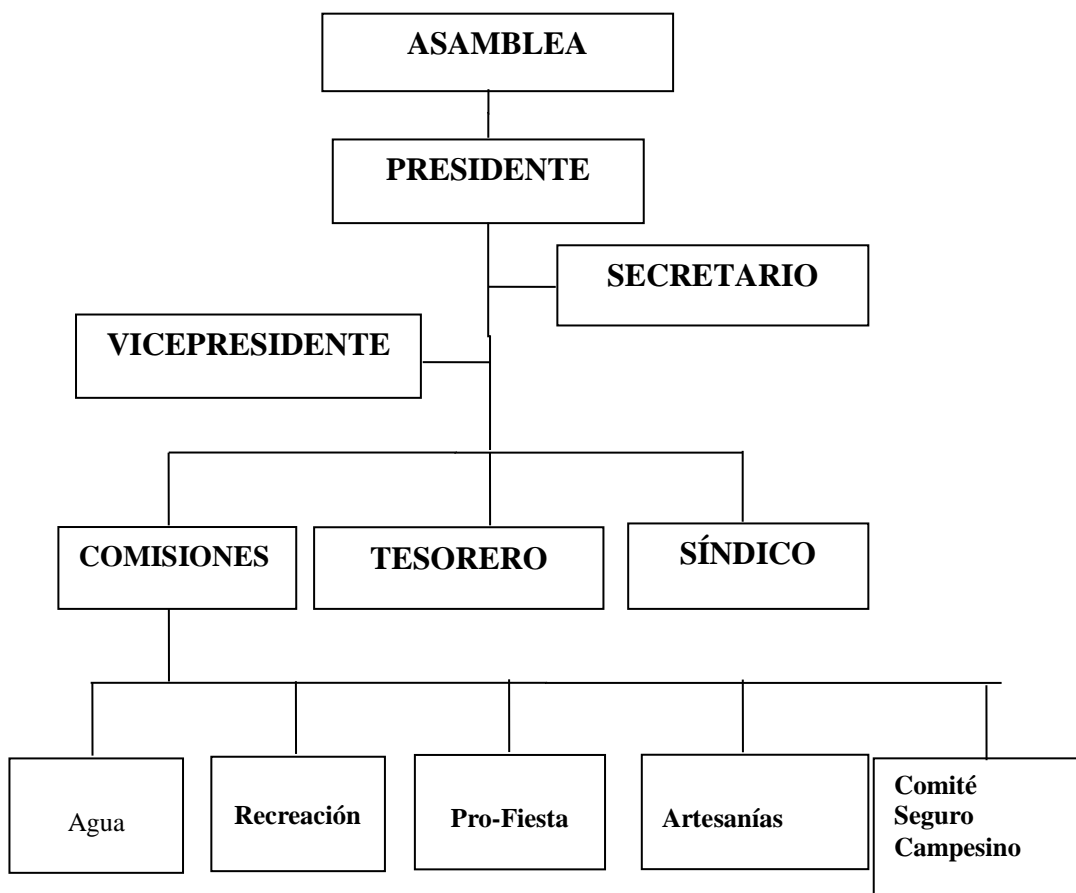 ASAMBLEA
PRESIDENTE
SECRETARIO
VICEPRESIDENTE
COMISIONES
TESORERO
SÍNDICO
Agua
Recreación
Pro-Fiesta
Artesanías
Comité
Seguro
Campesino